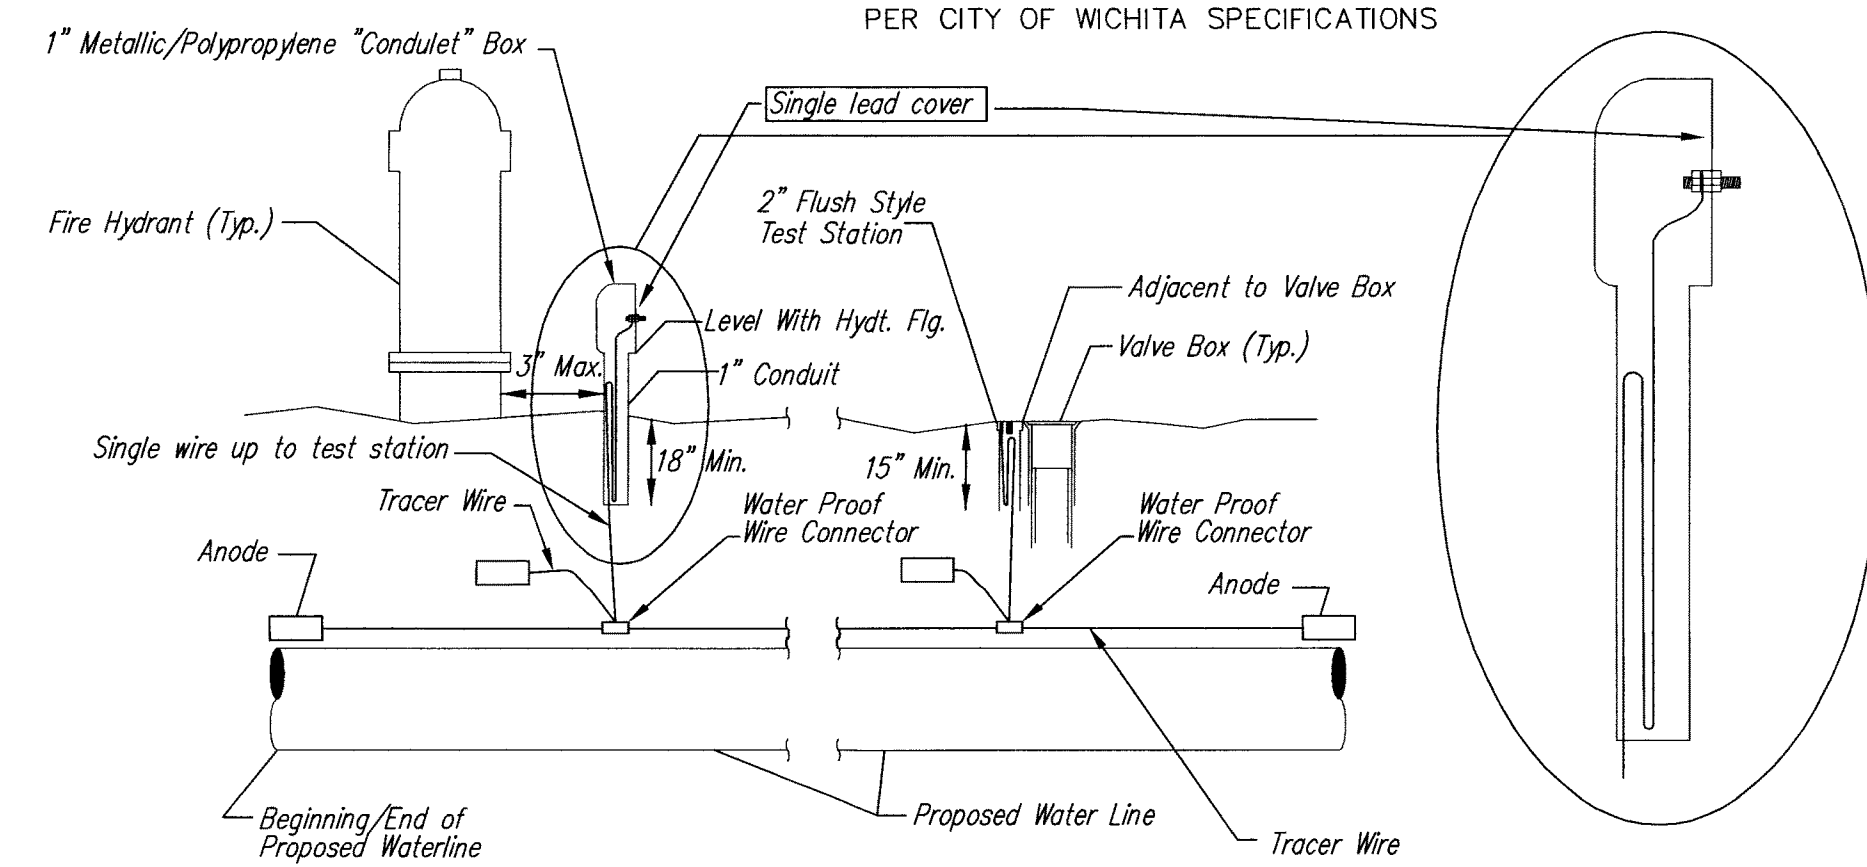 PER CITY OF WICHITA SPECIFICATIONS
1" Metallic/Polypropylene "Condulet" Box
Single lead cover
2" Flush Style
Test Station
Fire Hydrant (Typ.)
Adjacent to Valve Box
Level With Hydt. Flg.
Valve Box (Typ.)
3" Max.
1" Conduit
Single wire up to test station
18" Min.
15" Min.
Tracer Wire
Water Proof
Wire Connector
Water Proof
Wire Connector
Anode
Anode
Beginning/End of
Proposed Waterline
Proposed Water Line
Tracer Wire